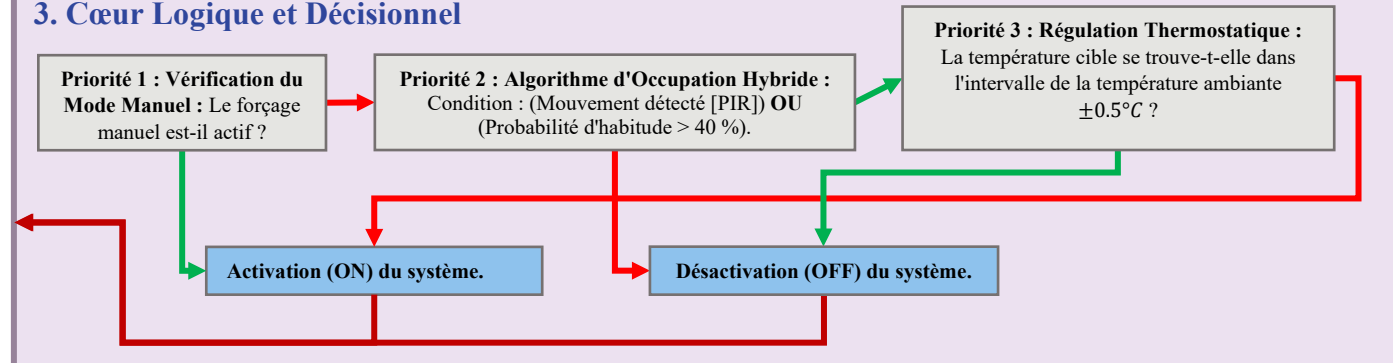 3. Cœur Logique et Décisionnel
Priorité 1 : Vérification du
Mode Manuel : Le forçage
manuel est-il actif ?
Priorité 2 : Algorithme d'Occupation Hybride :
Condition : (Mouvement détecté [PIR]) OU
(Probabilité d'habitude > 40 %).
Priorité 3 : Régulation Thermostatique :
La température cible se trouve-t-elle dans
l'intervalle de la température ambiante
±0.5°C ?
Activation (ON) du système.
Désactivation (OFF) du système.